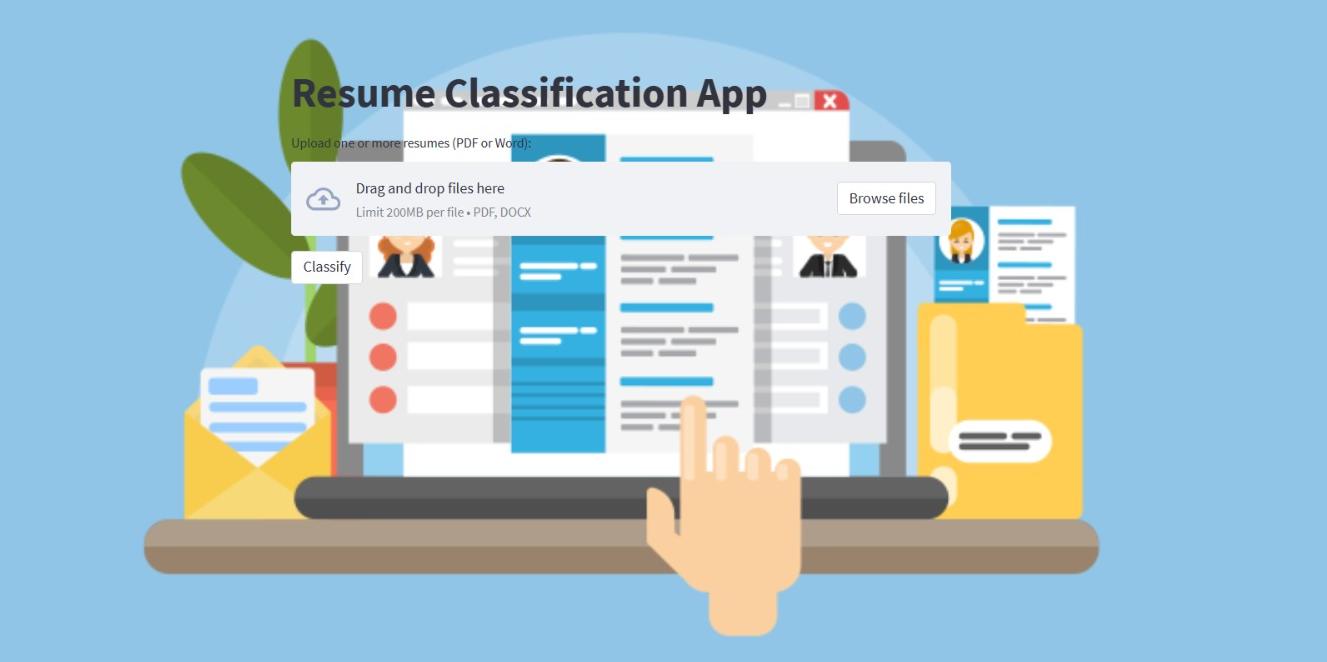 Resume Classification App
Upload one or more resumes (PDF or Word):
Drag and drop files here
Limit 200MB per file • PDF, DOCX
Browse files
Classify